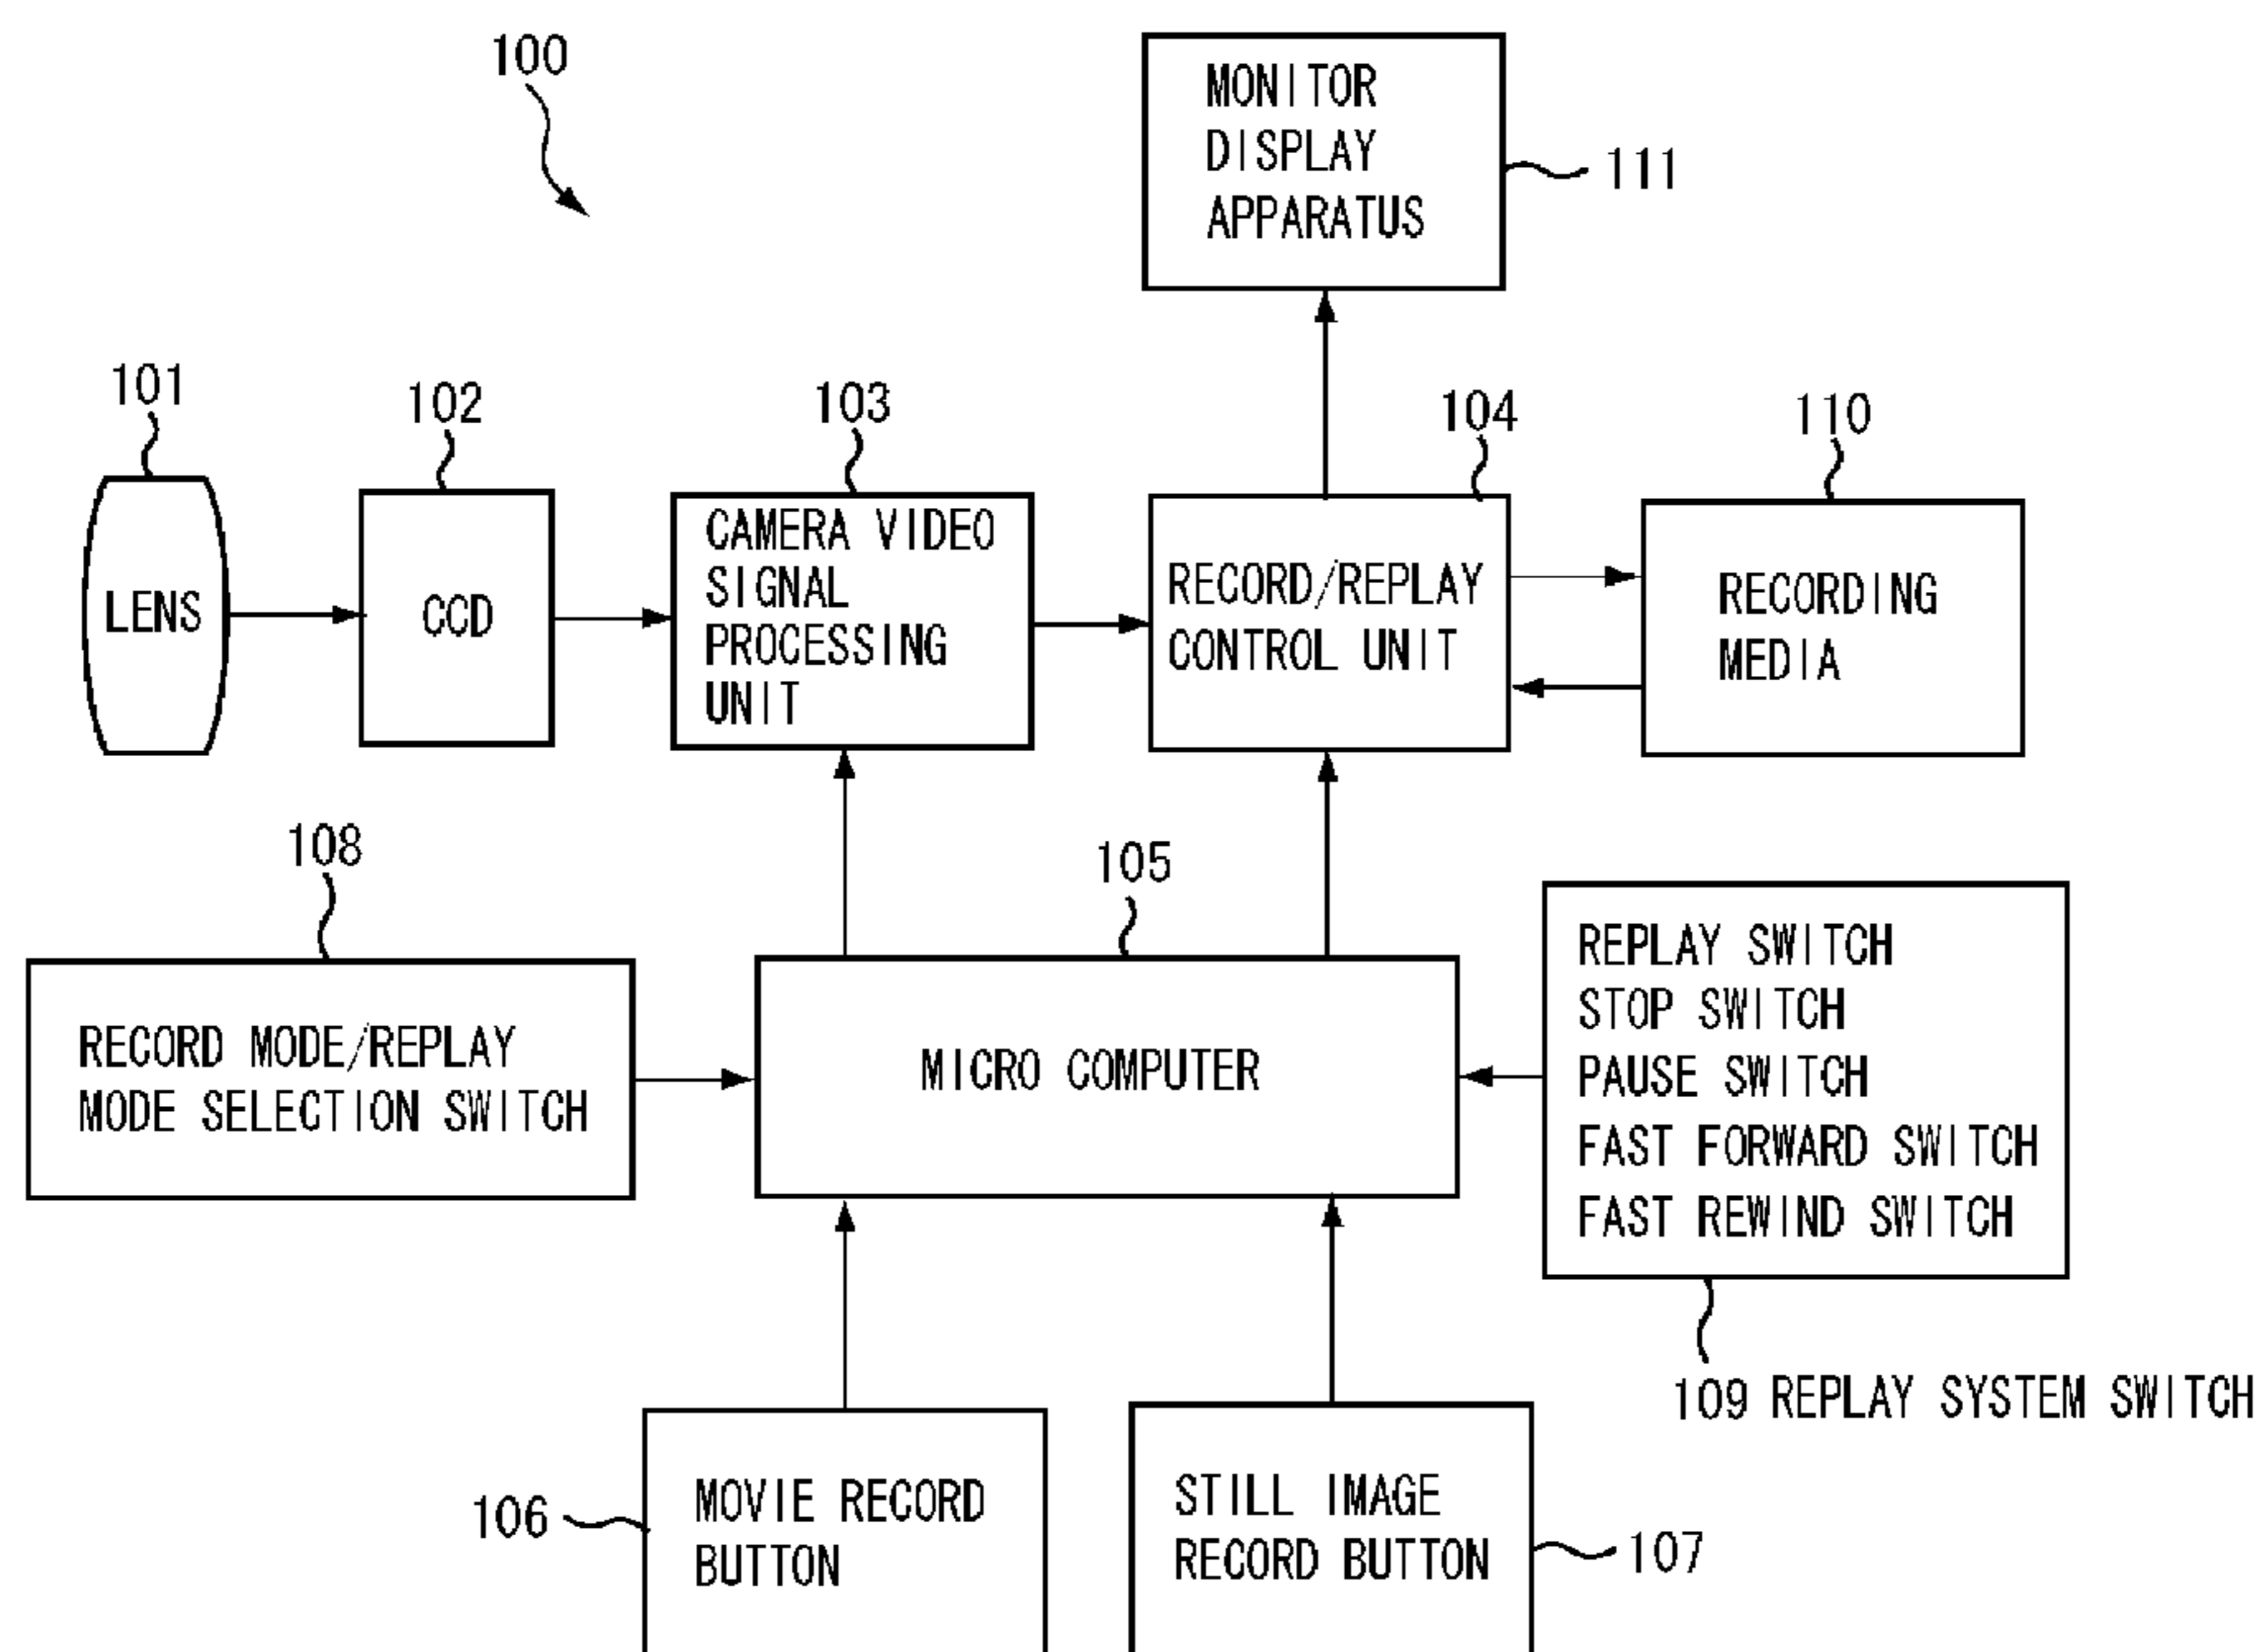 100
MONITOR
DISPLAY
APPARATUS
111
101
102
103
104
110
LENS
CCD
CAMERA VIDEO
SIGNAL
PROCESSING
UNIT
RECORD/REPLAY
CONTROL UNIT
RECORDING
MEDIA
108
105
RECORD MODE/REPLAY
MODE SELECTION SWITCH
MICRO COMPUTER
REPLAY SWITCH
STOP SWITCH
PAUSE SWITCH
FAST FORWARD SWITCH
FAST REWIND SWITCH
109 REPLAY SYSTEM SWITCH
106
MOVIE RECORD
BUTTON
STILL IMAGE
RECORD BUTTON
107